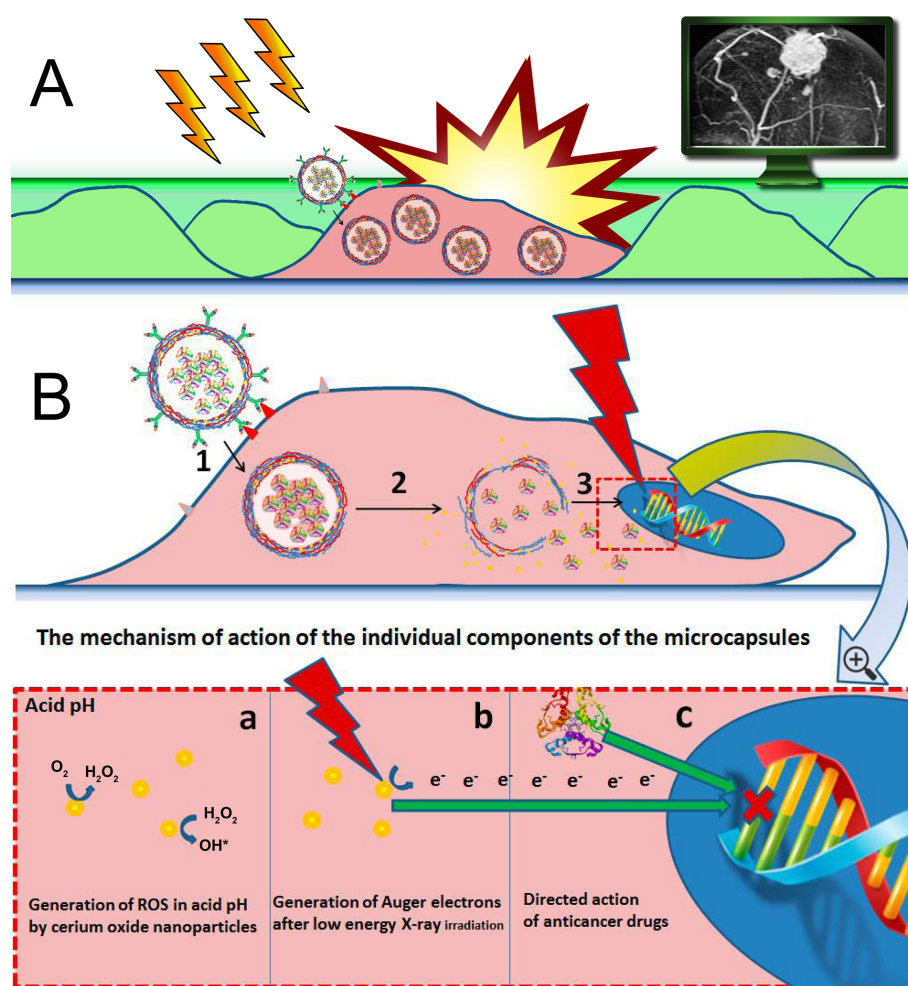 A
B
1
2
3
The mechanism of action of the individual components of the microcapsules
Acid pH
a
b
c
O₂
H₂O₂
H₂O₂
OH*
e⁻ e⁻ e⁻ e⁻ e⁻ e⁻ e⁻
Generation of ROS in acid pH
by cerium oxide nanoparticles
Generation of Auger electrons
after low energy X-ray irradiation
Directed action
of anticancer drugs